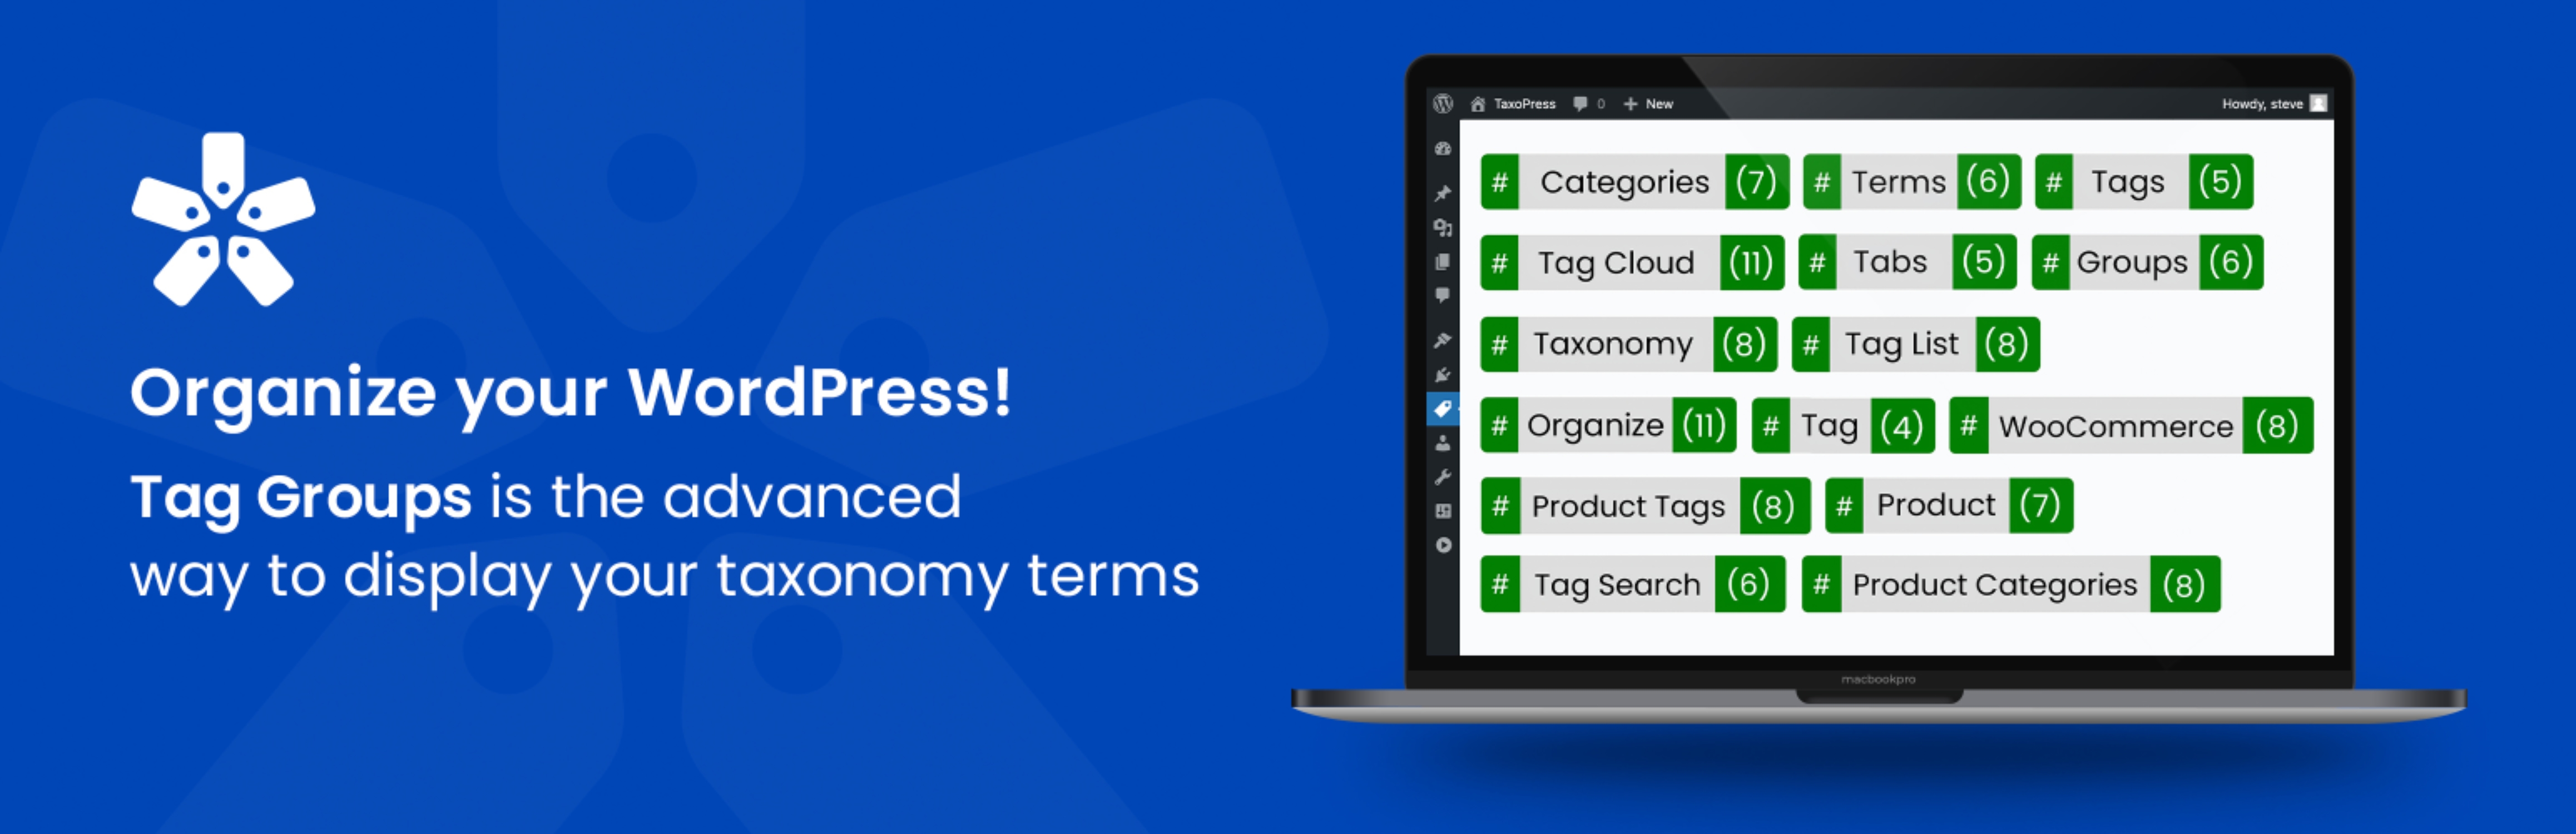 Organize your WordPress!
Tag Groups is the advanced
way to display your taxonomy terms
TaxoPress 0 + New Howdy, steve
# Categories (7) # Terms (6) # Tags (5)
# Tag Cloud (11) # Tabs (5) # Groups (6)
# Taxonomy (8) # Tag List (8)
# Organize (11) # Tag (4) # WooCommerce (8)
# Product Tags (8) # Product (7)
# Tag Search (6) # Product Categories (8)
macbookpro